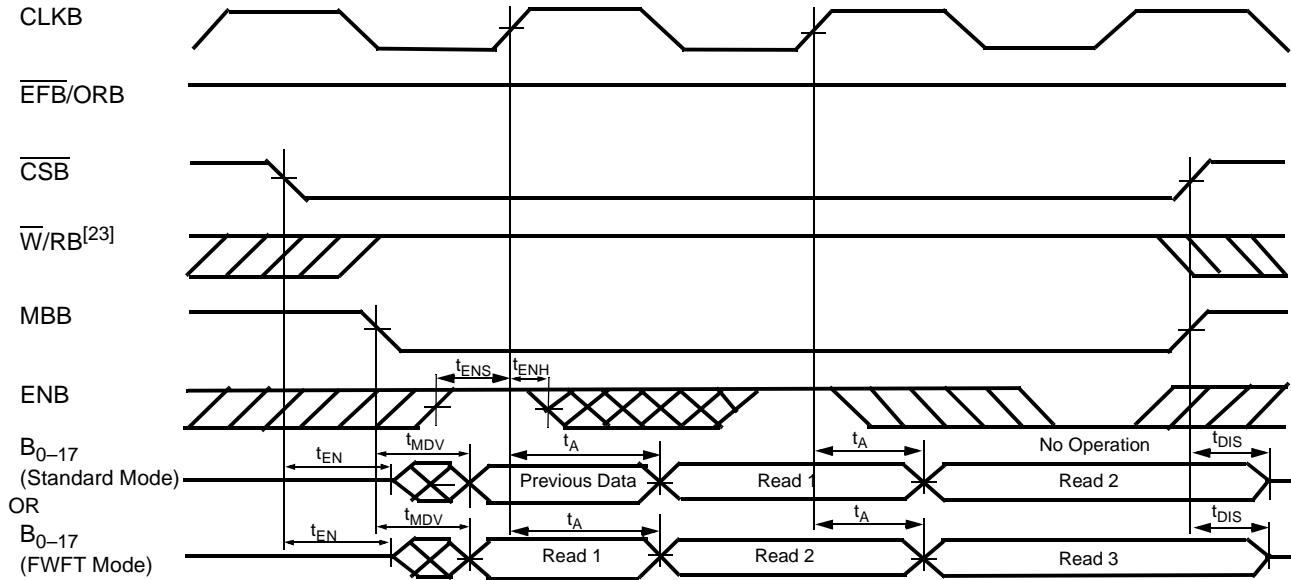 CLKB
EFB/ORB
CSB
W/RB[23]
MBB
tENS tENH
ENB
tMDV tA tA No Operation tDIS
B0–17
tEN
(Standard Mode) Previous Data Read 1 Read 2
OR
tMDV tA tA tDIS
B0–17
tEN
(FWFT Mode) Read 1 Read 2 Read 3